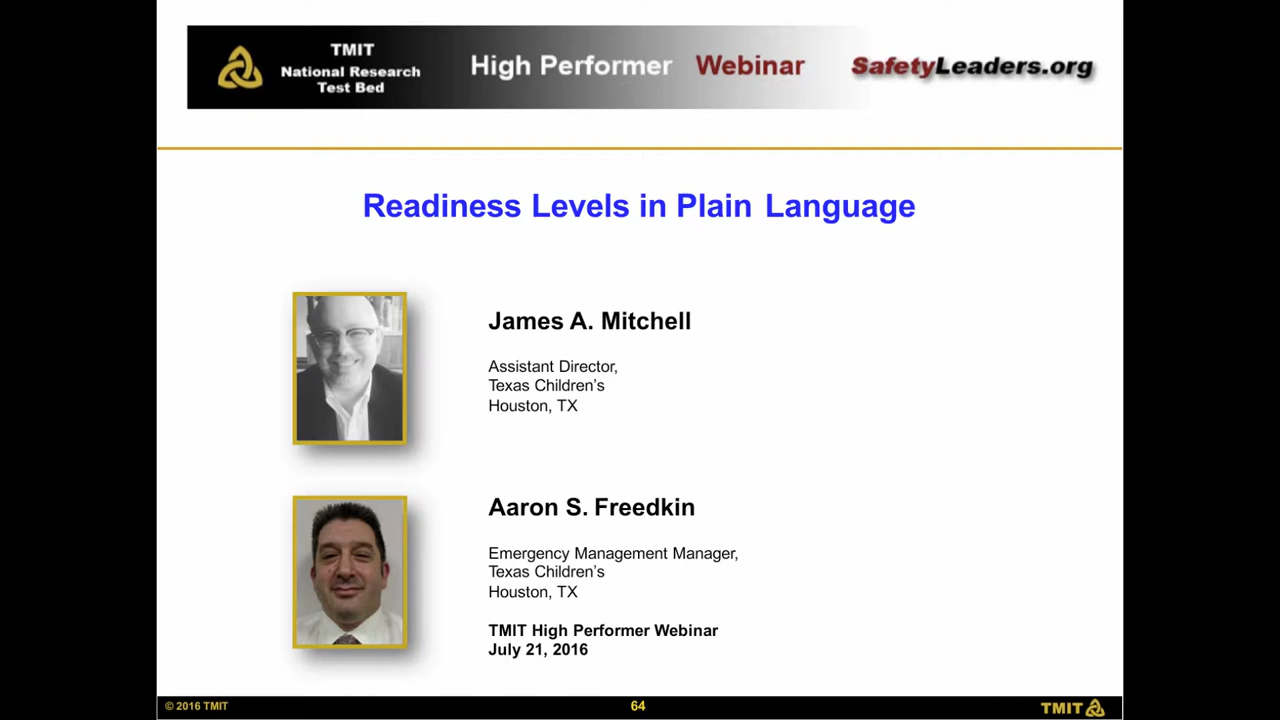 TMIT
National Research
Test Bed
High Performer Webinar
SafetyLeaders.org
Readiness Levels in Plain Language
James A. Mitchell
Assistant Director,
Texas Children's
Houston, TX
Aaron S. Freedkin
Emergency Management Manager,
Texas Children's
Houston, TX
TMIT High Performer Webinar
July 21, 2016
© 2016 TMIT
64
TMIT